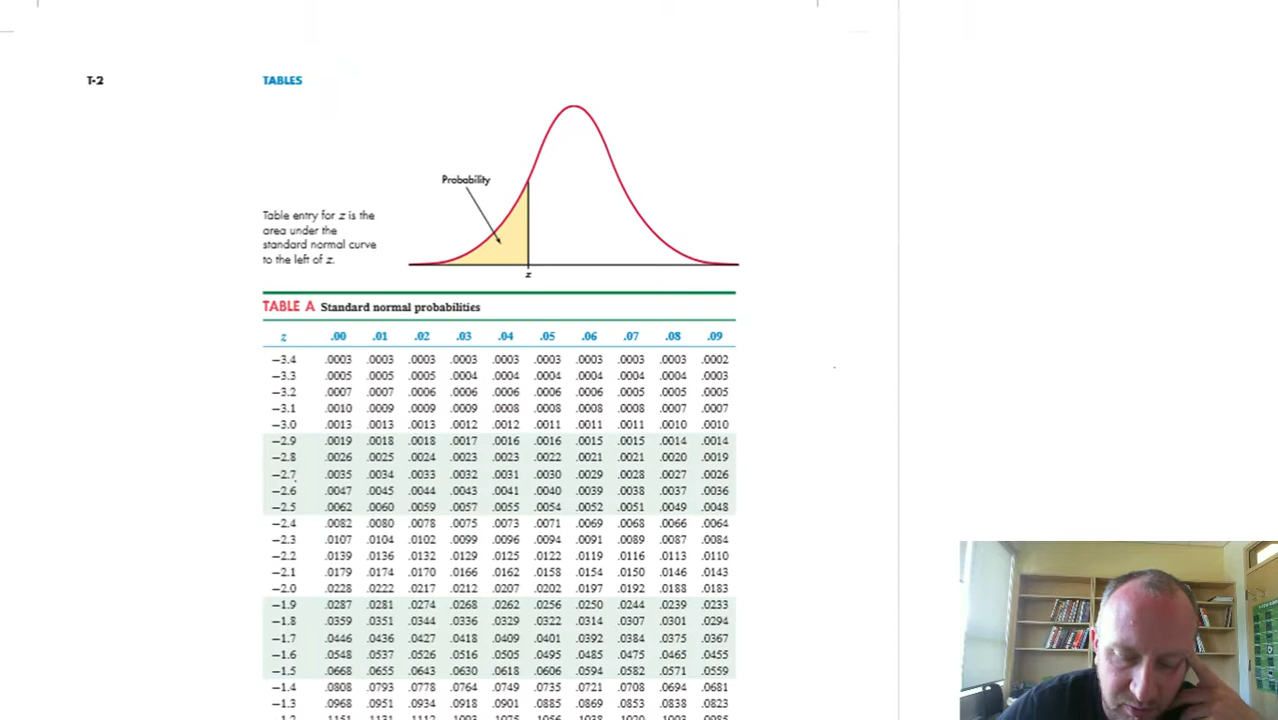 T-2
TABLES
Probability
Table entry for z is the
area under the
standard normal curve
to the left of z.
z
TABLE A Standard normal probabilities
z .00 .01 .02 .03 .04 .05 .06 .07 .08 .09
−3.4 .0003 .0003 .0003 .0003 .0003 .0003 .0003 .0003 .0003 .0002
−3.3 .0005 .0005 .0005 .0004 .0004 .0004 .0004 .0004 .0004 .0003
−3.2 .0007 .0007 .0006 .0006 .0006 .0006 .0006 .0005 .0005 .0005
−3.1 .0010 .0009 .0009 .0009 .0008 .0008 .0008 .0008 .0007 .0007
−3.0 .0013 .0013 .0013 .0012 .0012 .0011 .0011 .0011 .0010 .0010
−2.9 .0019 .0018 .0018 .0017 .0016 .0016 .0015 .0015 .0014 .0014
−2.8 .0026 .0025 .0024 .0023 .0023 .0022 .0021 .0021 .0020 .0019
−2.7 .0035 .0034 .0033 .0032 .0031 .0030 .0029 .0028 .0027 .0026
−2.6 .0047 .0045 .0044 .0043 .0041 .0040 .0039 .0038 .0037 .0036
−2.5 .0062 .0060 .0059 .0057 .0055 .0054 .0052 .0051 .0049 .0048
−2.4 .0082 .0080 .0078 .0075 .0073 .0071 .0069 .0068 .0066 .0064
−2.3 .0107 .0104 .0102 .0099 .0096 .0094 .0091 .0089 .0087 .0084
−2.2 .0139 .0136 .0132 .0129 .0125 .0122 .0119 .0116 .0113 .0110
−2.1 .0179 .0174 .0170 .0166 .0162 .0158 .0154 .0150 .0146 .0143
−2.0 .0228 .0222 .0217 .0212 .0207 .0202 .0197 .0192 .0188 .0183
−1.9 .0287 .0281 .0274 .0268 .0262 .0256 .0250 .0244 .0239 .0233
−1.8 .0359 .0351 .0344 .0336 .0329 .0322 .0314 .0307 .0301 .0294
−1.7 .0446 .0436 .0427 .0418 .0409 .0401 .0392 .0384 .0375 .0367
−1.6 .0548 .0537 .0526 .0516 .0505 .0495 .0485 .0475 .0465 .0455
−1.5 .0668 .0655 .0643 .0630 .0618 .0606 .0594 .0582 .0571 .0559
−1.4 .0808 .0793 .0778 .0764 .0749 .0735 .0721 .0708 .0694 .0681
−1.3 .0968 .0951 .0934 .0918 .0901 .0885 .0869 .0853 .0838 .0823